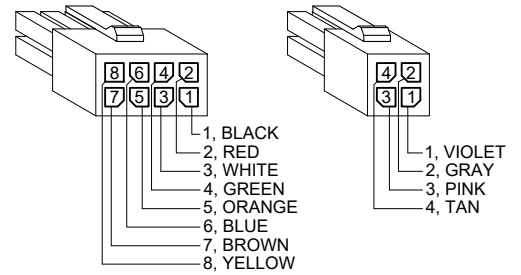 8 6 4 2
7 5 3 1
1, BLACK
2, RED
3, WHITE
4, GREEN
5, ORANGE
6, BLUE
7, BROWN
8, YELLOW
4 2
3 1
1, VIOLET
2, GRAY
3, PINK
4, TAN